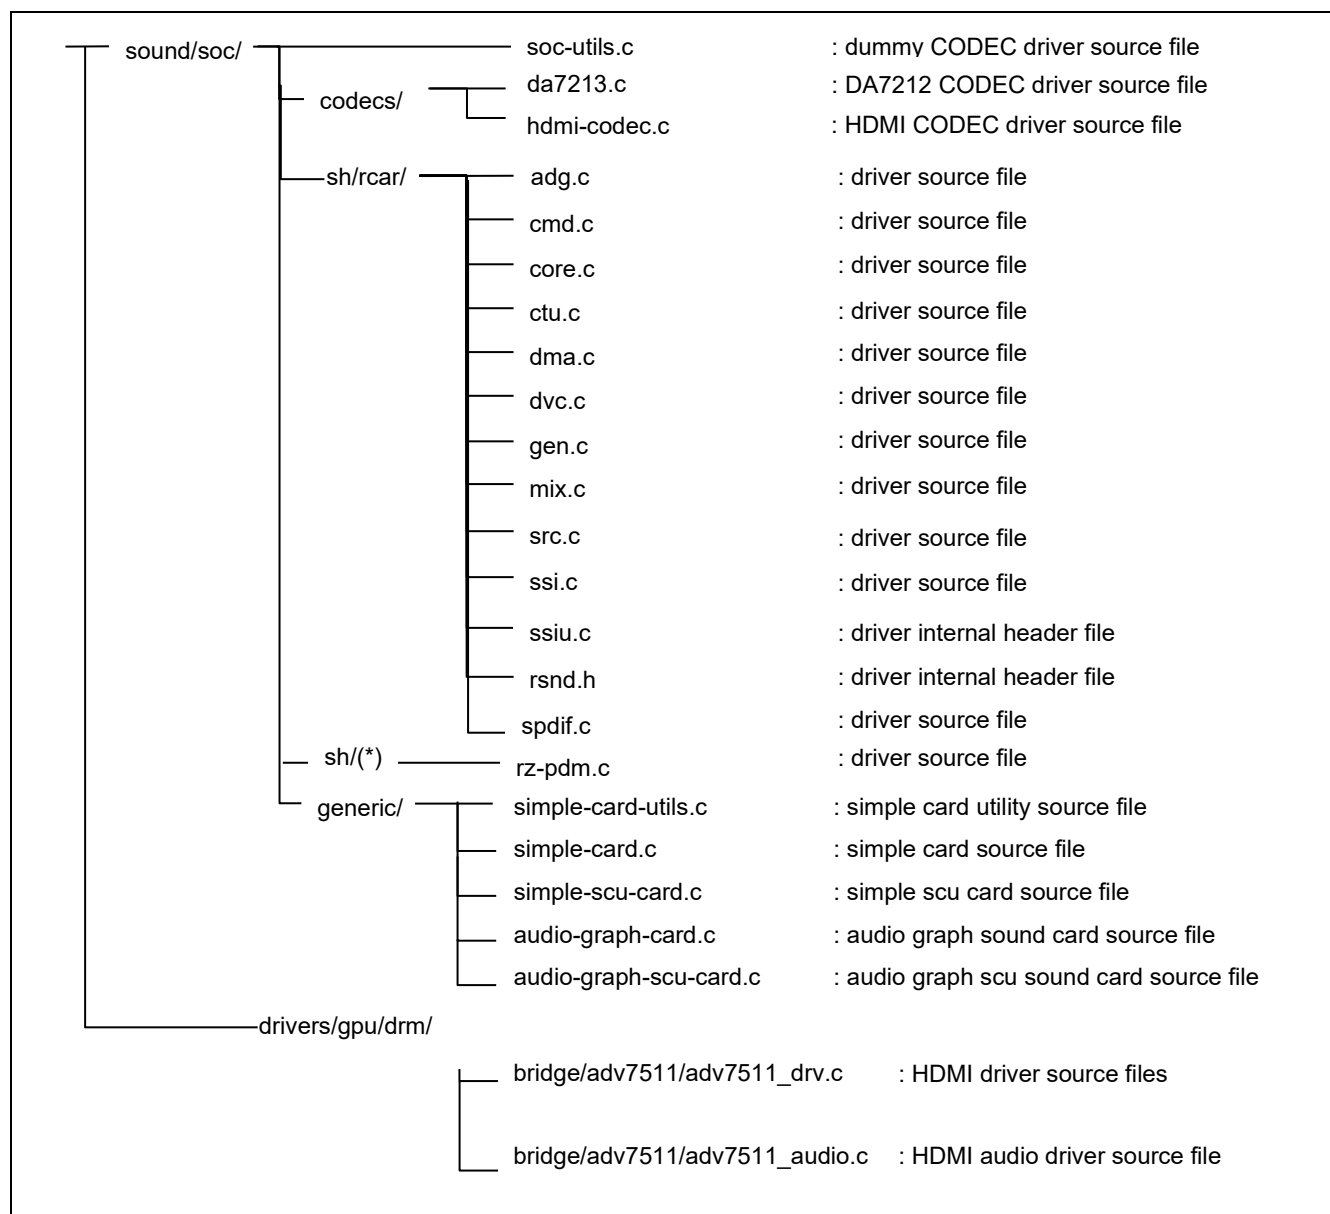 sound/soc/ soc-utils.c : dummy CODEC driver source file
codecs/ da7213.c : DA7212 CODEC driver source file
hdmi-codec.c : HDMI CODEC driver source file
sh/rcar/ adg.c : driver source file
cmd.c : driver source file
core.c : driver source file
ctu.c : driver source file
dma.c : driver source file
dvc.c : driver source file
gen.c : driver source file
mix.c : driver source file
src.c : driver source file
ssi.c : driver source file
ssiu.c : driver internal header file
rsnd.h : driver internal header file
spdif.c : driver source file
sh/(*) rz-pdm.c : driver source file
generic/ simple-card-utils.c : simple card utility source file
simple-card.c : simple card source file
simple-scu-card.c : simple scu card source file
audio-graph-card.c : audio graph sound card source file
audio-graph-scu-card.c : audio graph scu sound card source file
drivers/gpu/drm/
bridge/adv7511/adv7511_drv.c : HDMI driver source files
bridge/adv7511/adv7511_audio.c : HDMI audio driver source file